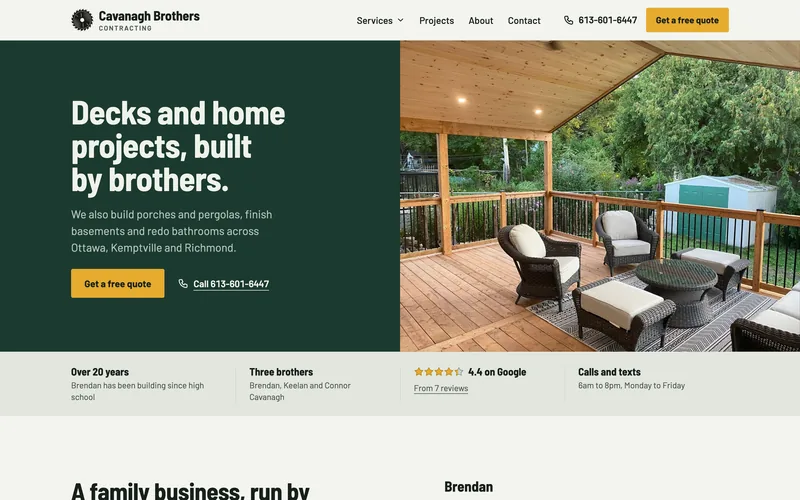 Cavanagh Brothers
CONTRACTING
Services
Projects
About
Contact
613-601-6447
Get a free quote
Decks and home
projects, built
by brothers.
We also build porches and pergolas, finish
basements and redo bathrooms across
Ottawa, Kemptville and Richmond.
Get a free quote
Call 613-601-6447
Over 20 years
Brendan has been building since high
school
Three brothers
Brendan, Keelan and Connor
Cavanagh
4.4 on Google
From 7 reviews
Calls and texts
6am to 8pm, Monday to Friday
A family business, run by
Brendan